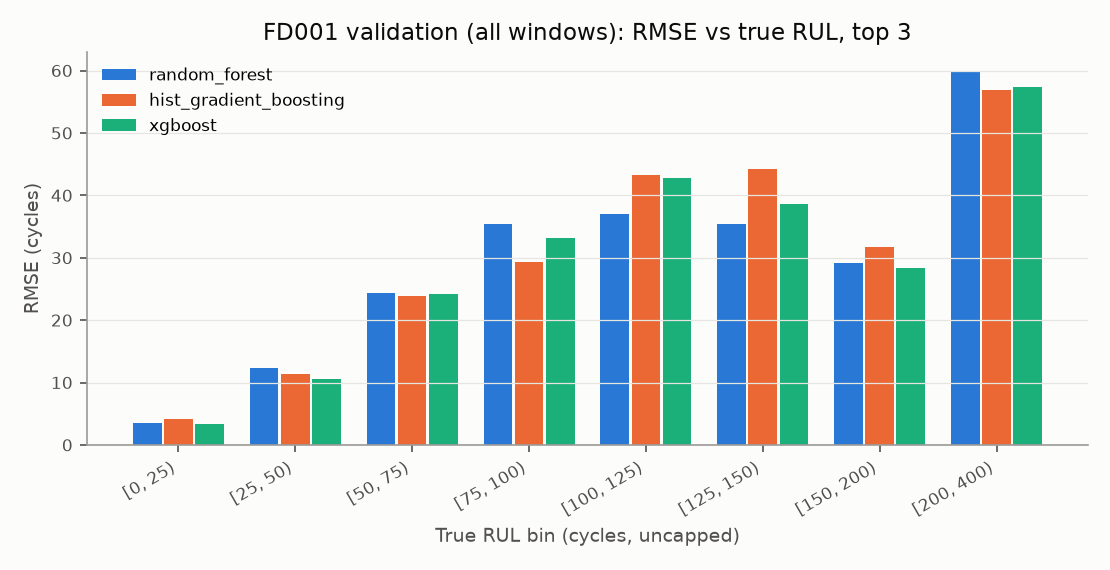 FD001 validation (all windows): RMSE vs true RUL, top 3
random_forest
hist_gradient_boosting
xgboost
RMSE (cycles)
60
50
40
30
20
10
0
[0, 25)
[25, 50)
[50, 75)
[75, 100)
[100, 125)
[125, 150)
[150, 200)
[200, 400)
True RUL bin (cycles, uncapped)